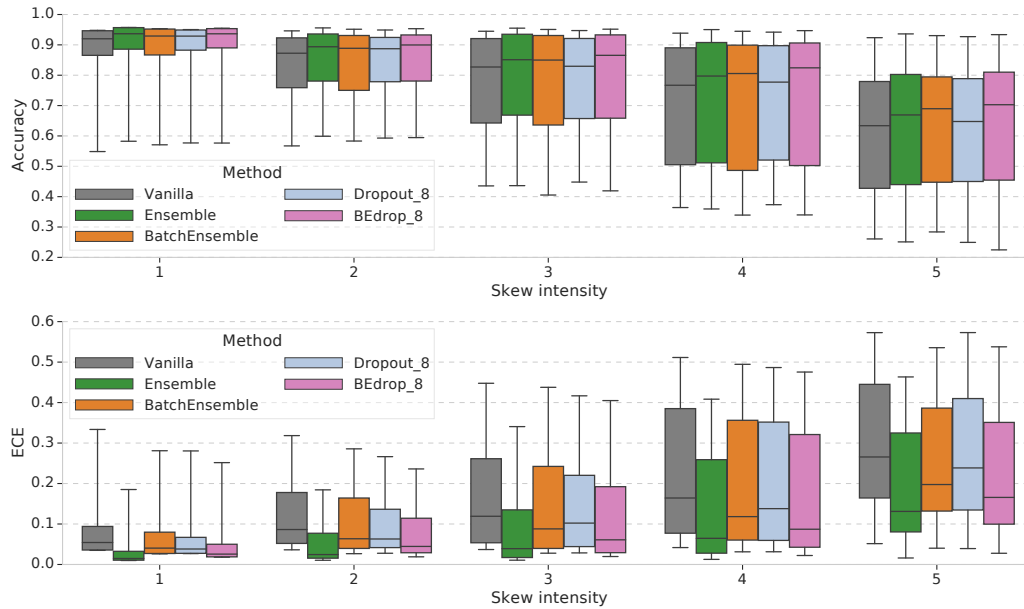 1.0
0.9
0.8
0.7
0.6
0.5
0.4
0.3
0.2
Accuracy
Method
Vanilla
Ensemble
BatchEnsemble
Dropout_8
BEdrop_8
1 2 3 4 5
Skew intensity
0.6
0.5
0.4
0.3
0.2
0.1
0.0
ECE
Method
Vanilla
Ensemble
BatchEnsemble
Dropout_8
BEdrop_8
1 2 3 4 5
Skew intensity